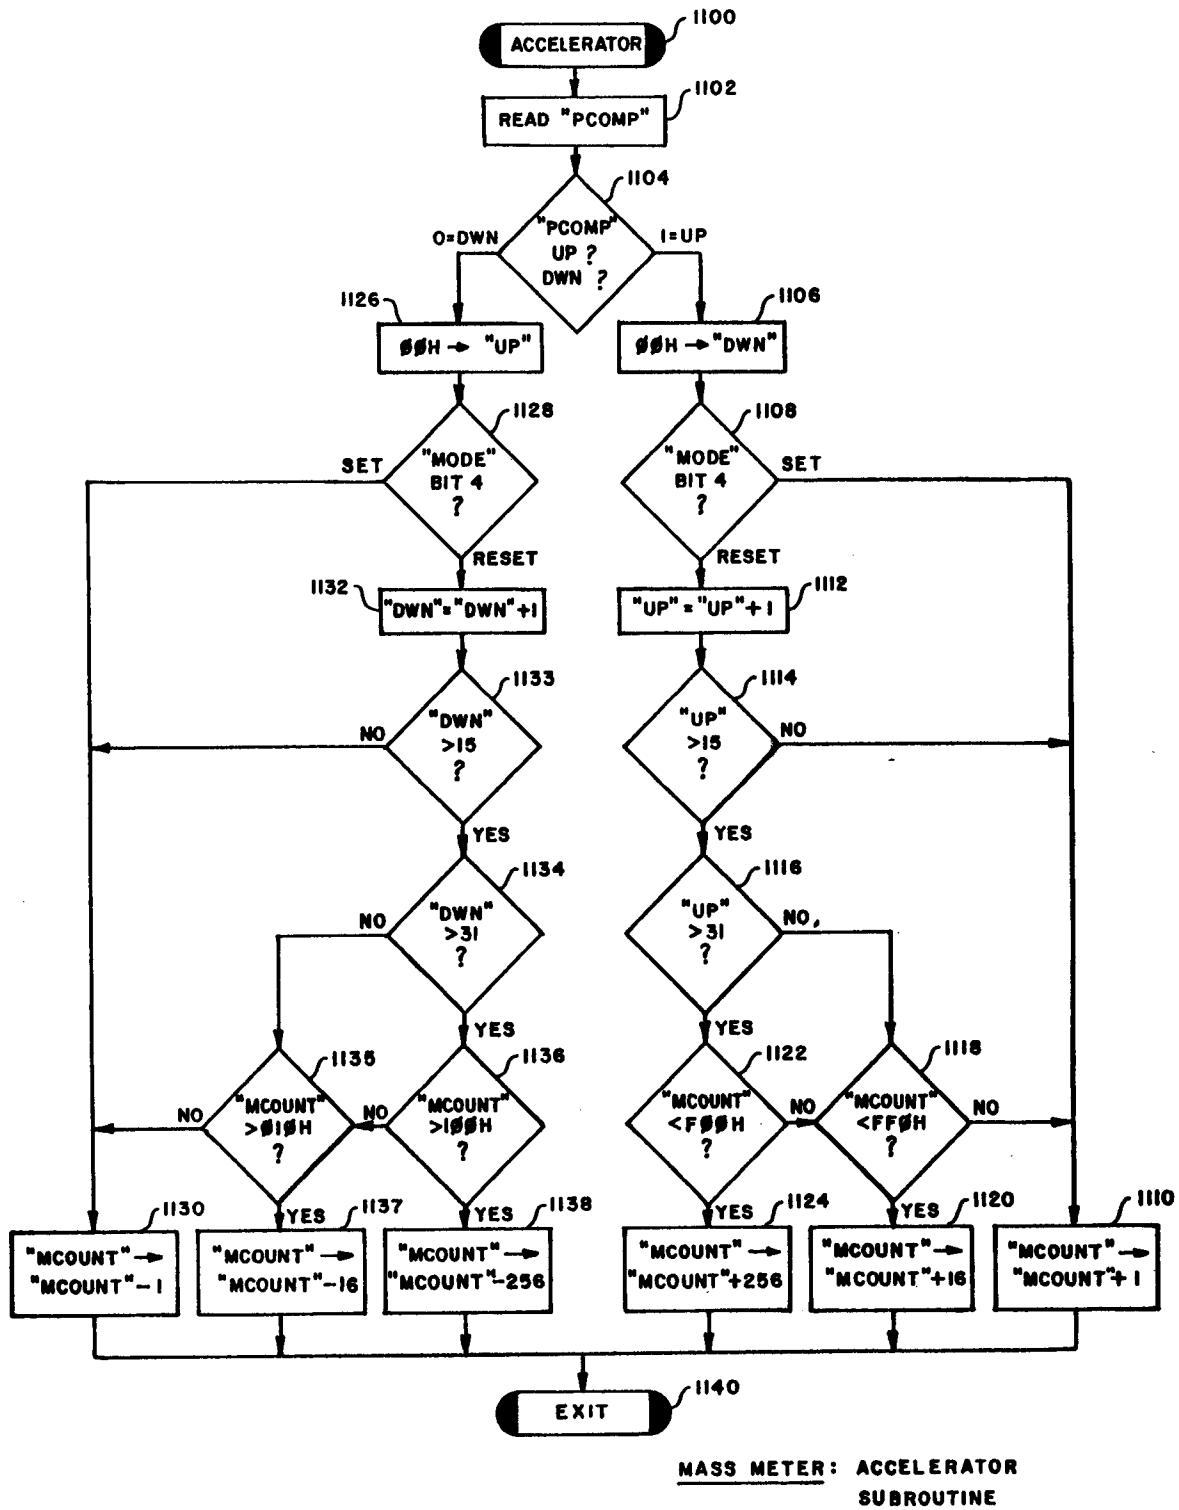 1100
ACCELERATOR
1102
READ "PCOMP"
1104
"PCOMP"
UP ?
DWN ?
0=DWN
1=UP
1126
ØØH → "UP"
1106
ØØH → "DWN"
1128
"MODE"
BIT 4
?
SET
RESET
1108
"MODE"
BIT 4
?
SET
RESET
1132
"DWN"="DWN"+1
1112
"UP" = "UP"+1
1133
"DWN"
>15
?
NO
YES
1114
"UP"
>15
?
NO
YES
1134
"DWN"
>31
?
NO
YES
1116
"UP"
>31
?
NO,
YES
1135
"MCOUNT"
>Ø1ØH
?
NO
YES
1136
"MCOUNT"
>1ØØH
?
NO
YES
1122
"MCOUNT"
<FØØH
?
NO
YES
1118
"MCOUNT"
<FFØH
?
NO
YES
1130
"MCOUNT" →
"MCOUNT"-1
1137
"MCOUNT" →
"MCOUNT"-16
1138
"MCOUNT" →
"MCOUNT"-256
1124
"MCOUNT" →
"MCOUNT"+256
1120
"MCOUNT" →
"MCOUNT"+16
1110
"MCOUNT" →
"MCOUNT"+1
1140
EXIT
MASS METER: ACCELERATOR
SUBROUTINE